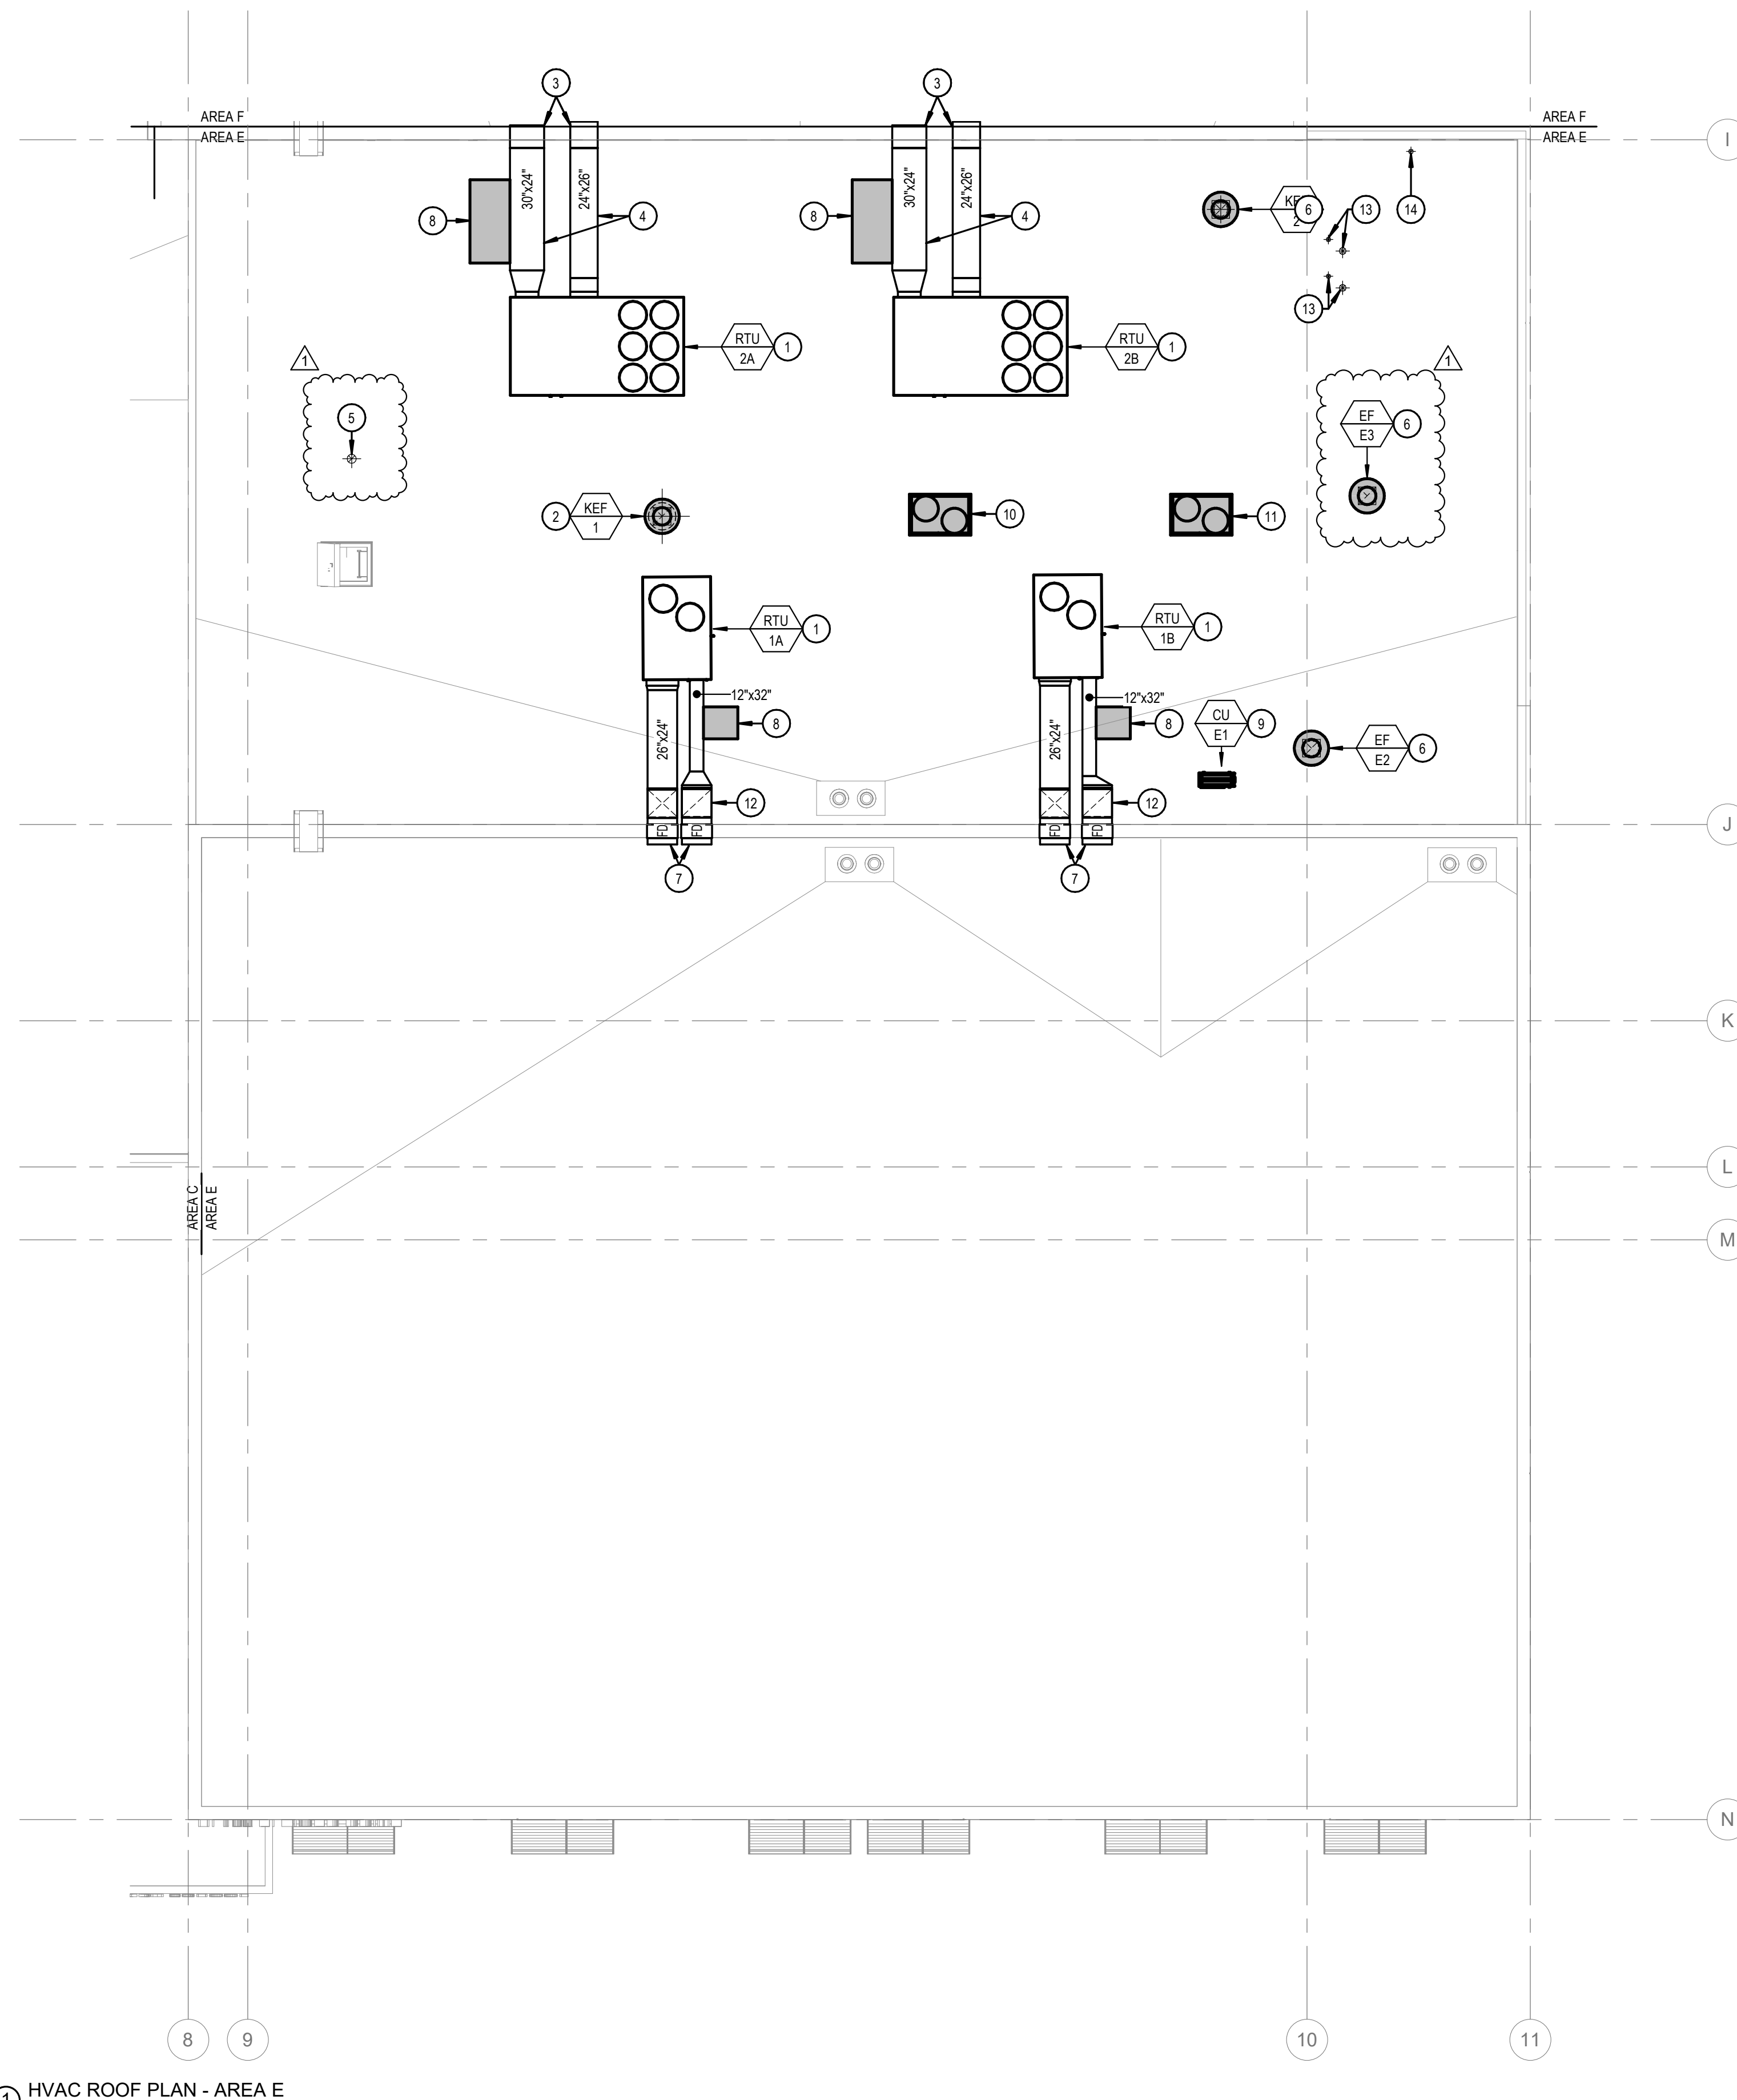 3
3
AREA F
AREA E
AREA F
AREA E
I
30"x24"
24"x26"
30"x24"
24"x26"
8
4
8
4
KEF
2
6
13
14
13
RTU
2A
1
RTU
2B
1
1
1
5
EF
E3
6
2
KEF
1
10
11
RTU
1A
1
RTU
1B
1
12"x32"
12"x32"
8
8
26"x24"
26"x24"
CU
E1
9
EF
E2
6
12
12
FD
FD
FD
FD
J
7
7
K
L
AREA C
AREA E
M
N
8
9
10
11
1
HVAC ROOF PLAN - AREA E